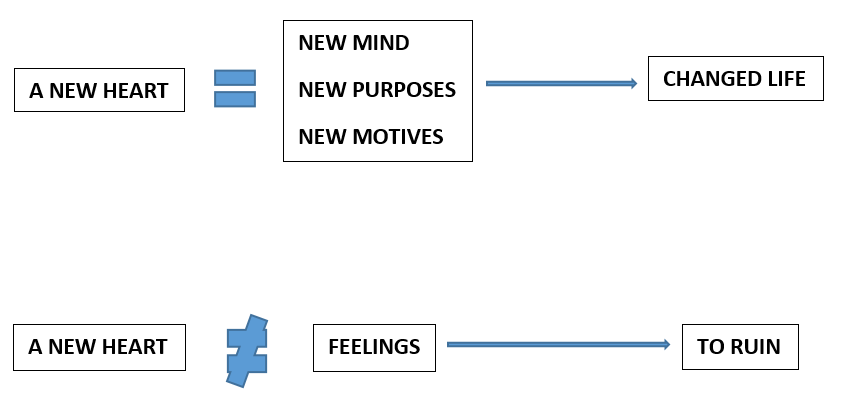 A NEW HEART
NEW MIND
NEW PURPOSES
NEW MOTIVES
CHANGED LIFE
A NEW HEART
FEELINGS
TO RUIN